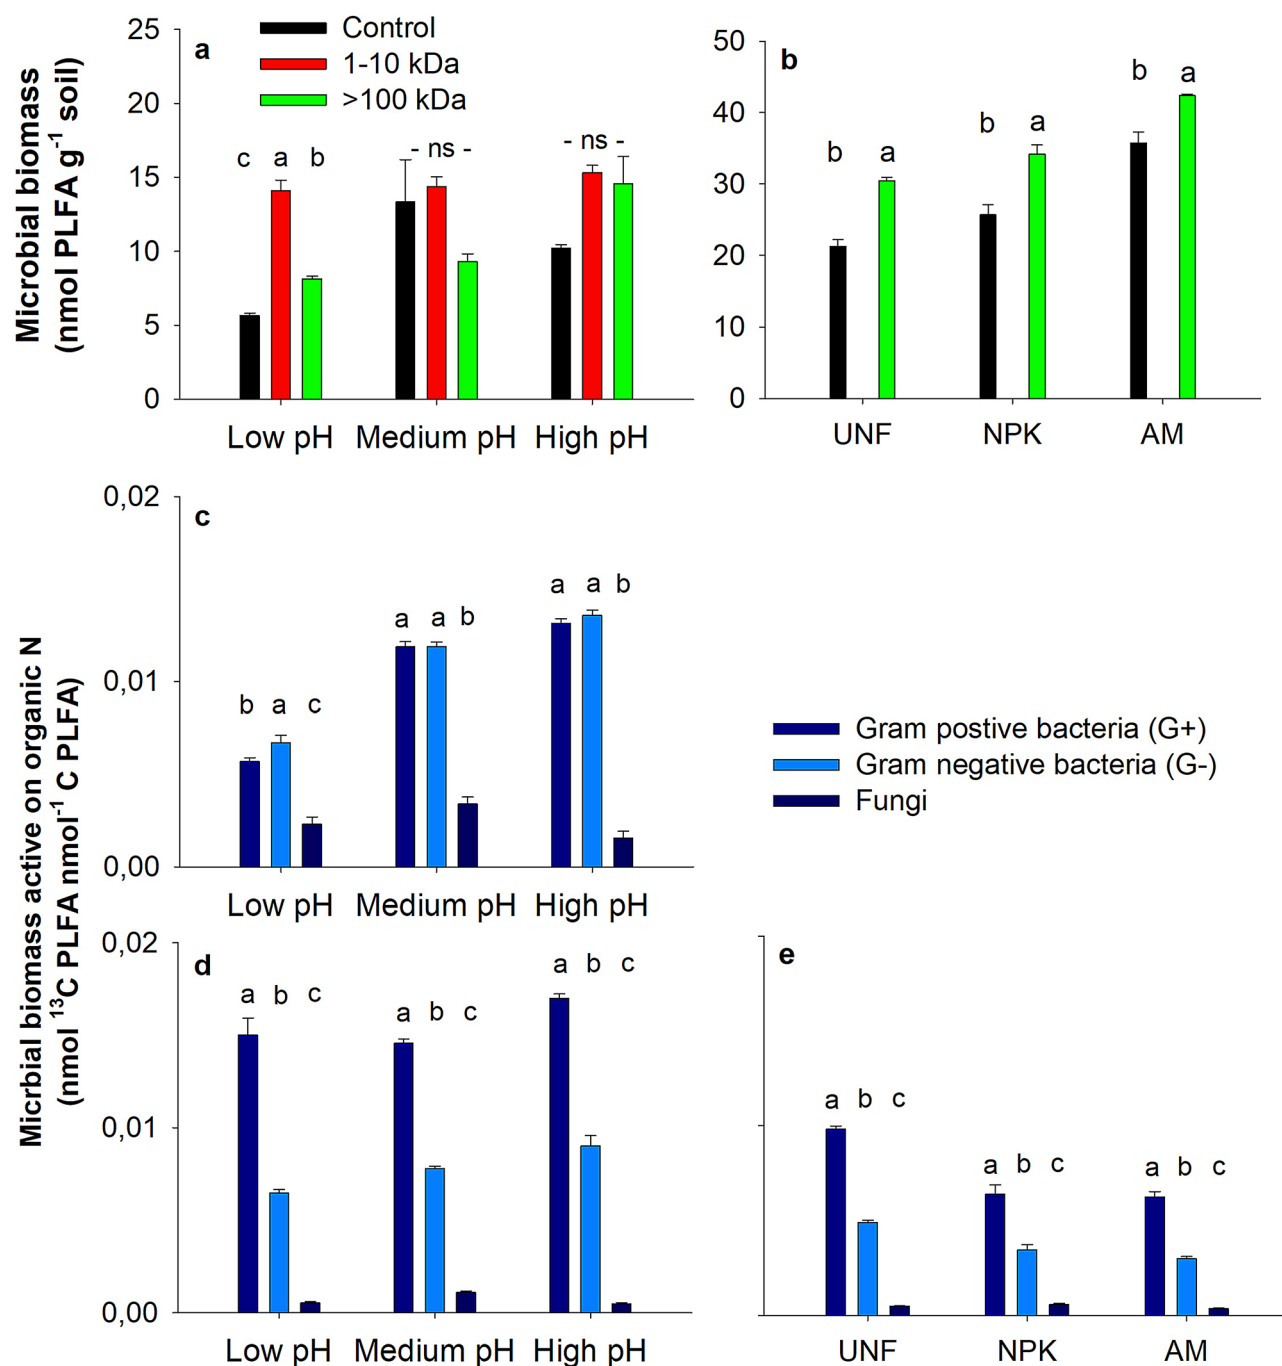 Microbial biomass
(nmol PLFA g⁻¹ soil)
25
20
15
10
5
0
a
Control
1-10 kDa
>100 kDa
c a b
- ns -
- ns -
Low pH Medium pH High pH
50
40
30
20
10
0
b
b a
b a
b a
UNF NPK AM
Micrbial biomass active on organic N
(nmol ¹³C PLFA nmol⁻¹ C PLFA)
0,02
0,01
0,00
c
b a c
a a b
a a b
Low pH Medium pH High pH
Gram postive bacteria (G+)
Gram negative bacteria (G-)
Fungi
0,02
0,01
0,00
d
a b c
a b c
a b c
Low pH Medium pH High pH
e
a b c
a b c
a b c
UNF NPK AM